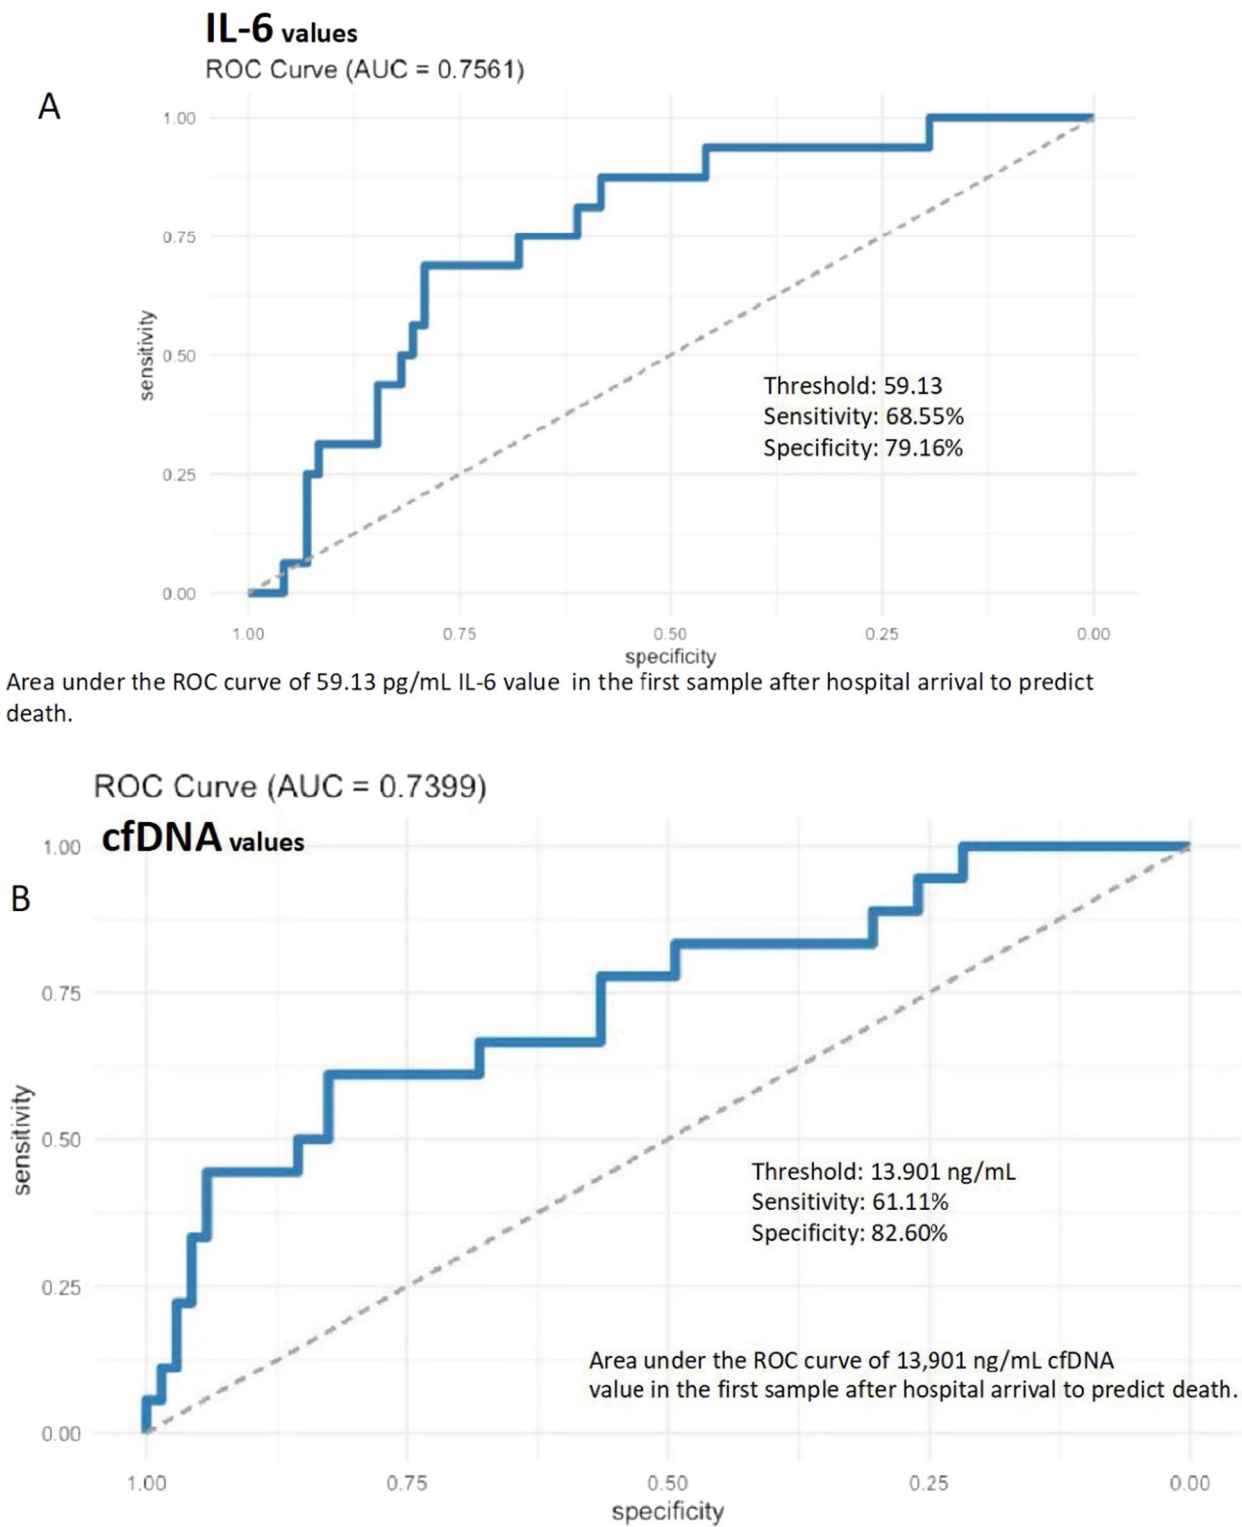 IL-6 values
ROC Curve (AUC = 0.7561)
A
1.00
0.75
0.50
0.25
0.00
sensitivity
Threshold: 59.13
Sensitivity: 68.55%
Specificity: 79.16%
1.00 0.75 0.50 0.25 0.00
specificity
Area under the ROC curve of 59.13 pg/mL IL-6 value in the first sample after hospital arrival to predict
death.
ROC Curve (AUC = 0.7399)
cfDNA values
B
1.00
0.75
0.50
0.25
0.00
sensitivity
Threshold: 13.901 ng/mL
Sensitivity: 61.11%
Specificity: 82.60%
Area under the ROC curve of 13,901 ng/mL cfDNA
value in the first sample after hospital arrival to predict death.
1.00 0.75 0.50 0.25 0.00
specificity